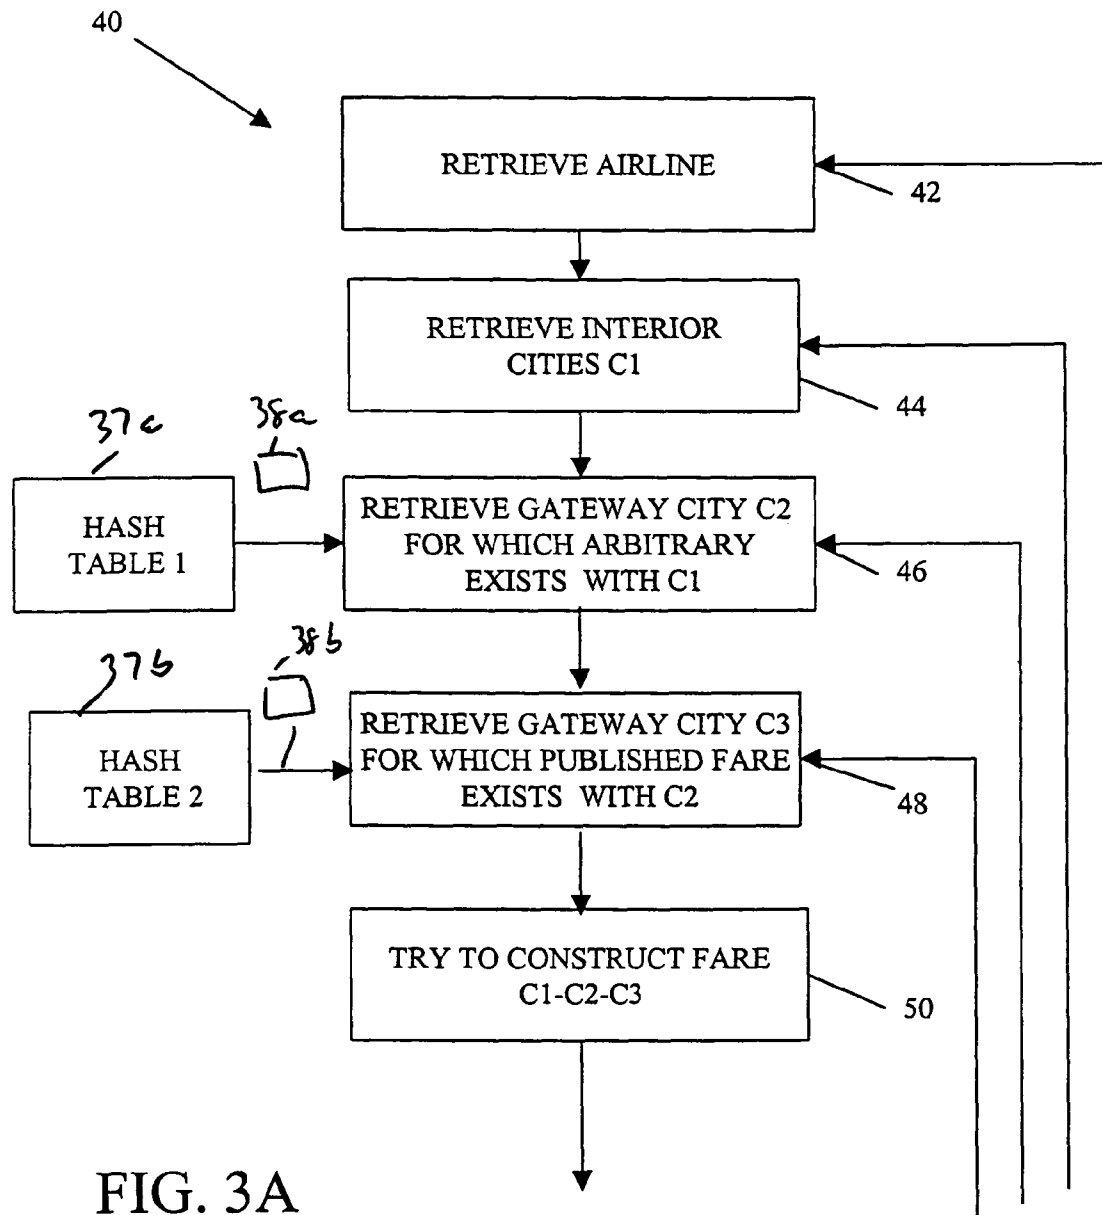 40
RETRIEVE AIRLINE
42
RETRIEVE INTERIOR
CITIES C1
44
37a
38a
HASH
TABLE 1
RETRIEVE GATEWAY CITY C2
FOR WHICH ARBITRARY
EXISTS WITH C1
46
37b
38b
HASH
TABLE 2
RETRIEVE GATEWAY CITY C3
FOR WHICH PUBLISHED FARE
EXISTS WITH C2
48
TRY TO CONSTRUCT FARE
C1-C2-C3
50
FIG. 3A